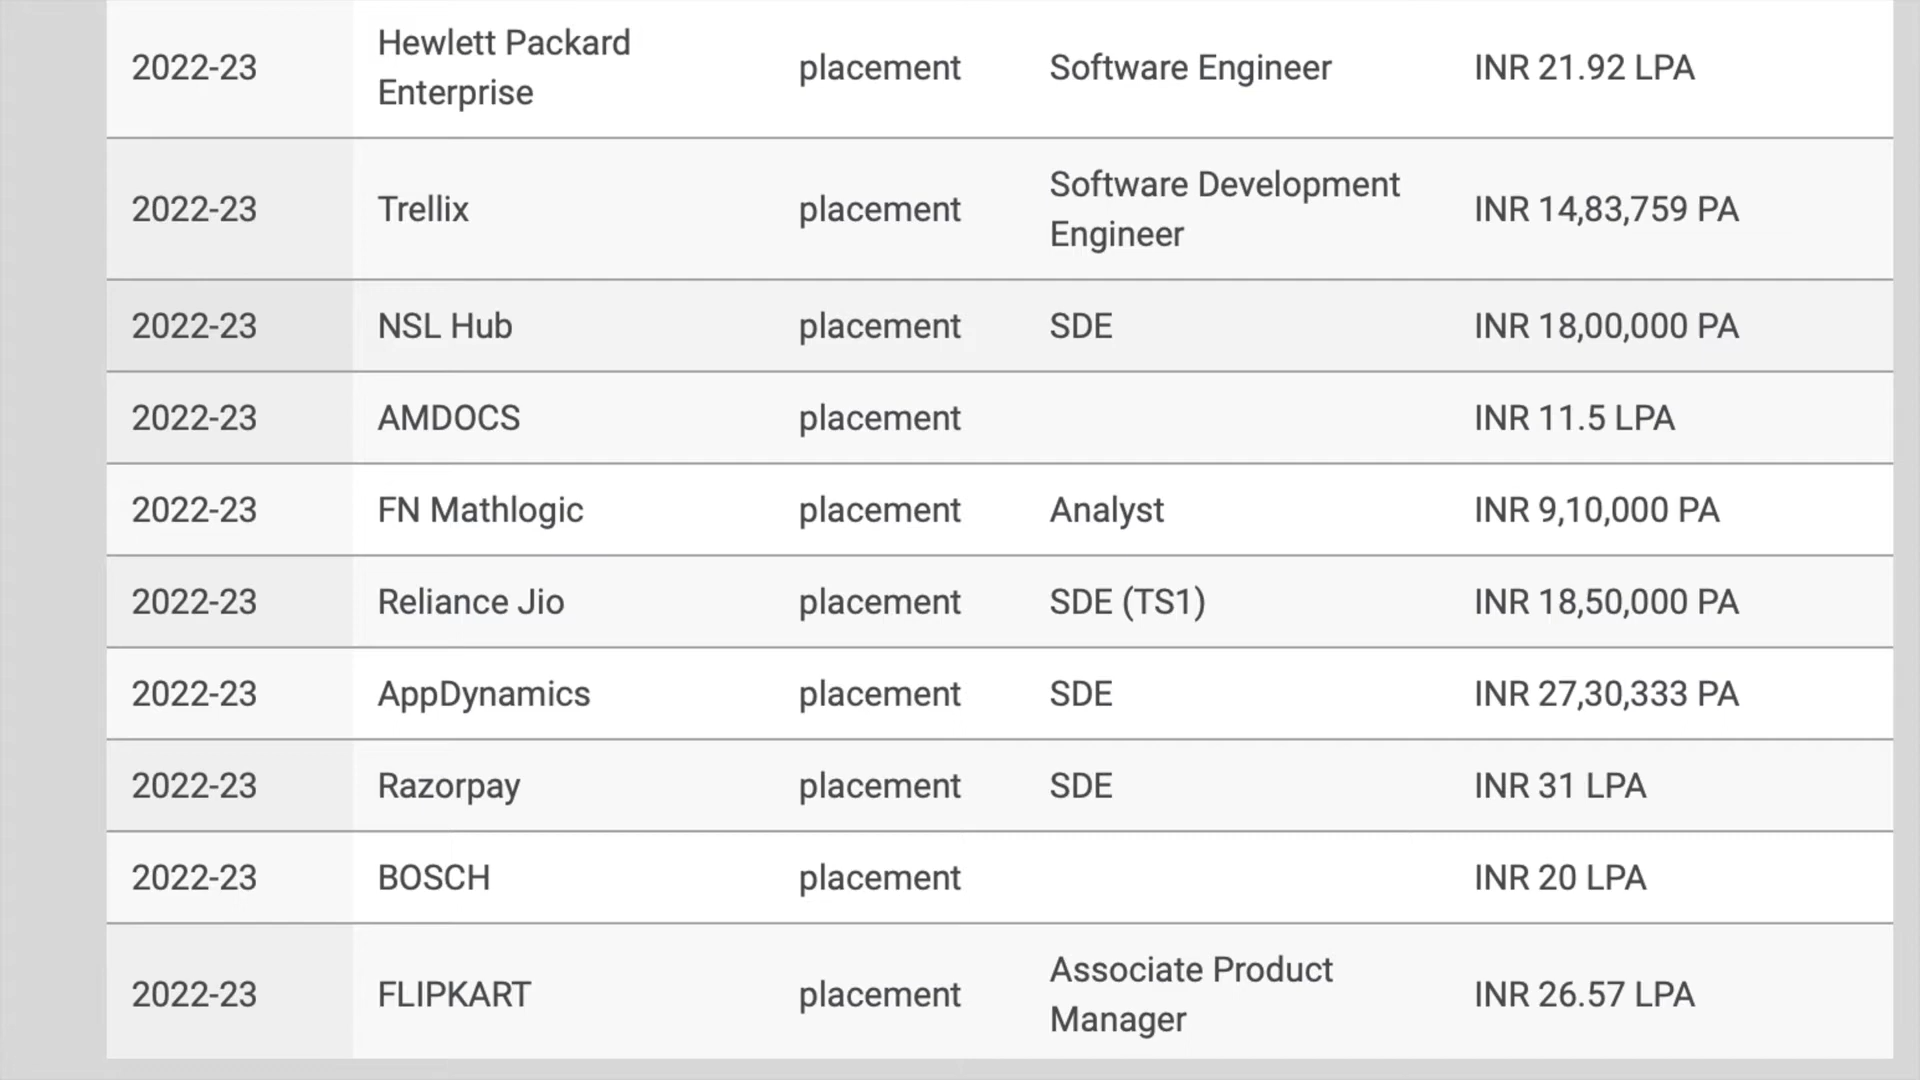 2022-23 Hewlett Packard Enterprise placement Software Engineer INR 21.92 LPA
2022-23 Trellix placement Software Development Engineer INR 14,83,759 PA
2022-23 NSL Hub placement SDE INR 18,00,000 PA
2022-23 AMDOCS placement INR 11.5 LPA
2022-23 FN Mathlogic placement Analyst INR 9,10,000 PA
2022-23 Reliance Jio placement SDE (TS1) INR 18,50,000 PA
2022-23 AppDynamics placement SDE INR 27,30,333 PA
2022-23 Razorpay placement SDE INR 31 LPA
2022-23 BOSCH placement INR 20 LPA
2022-23 FLIPKART placement Associate Product Manager INR 26.57 LPA